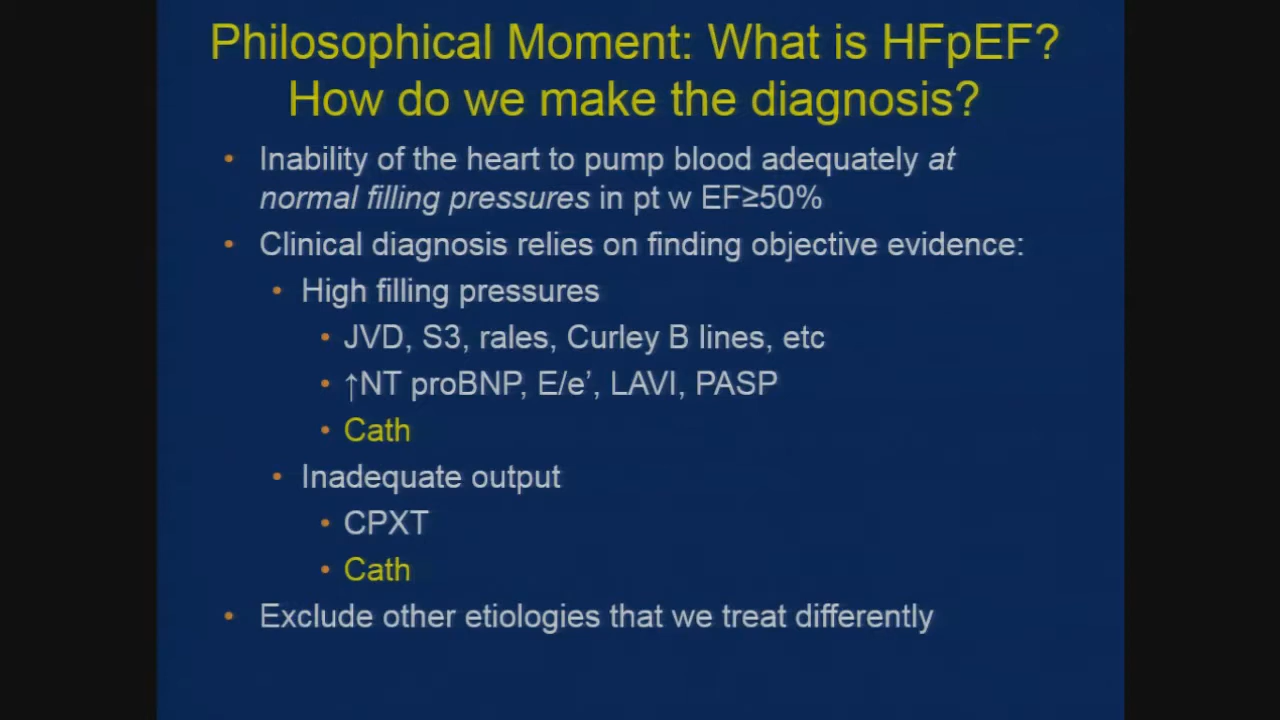 Philosophical Moment: What is HFpEF?
How do we make the diagnosis?
• Inability of the heart to pump blood adequately at
normal filling pressures in pt w EF≥50%
• Clinical diagnosis relies on finding objective evidence:
• High filling pressures
• JVD, S3, rales, Curley B lines, etc
• ↑NT proBNP, E/e’, LAVI, PASP
• Cath
• Inadequate output
• CPXT
• Cath
• Exclude other etiologies that we treat differently